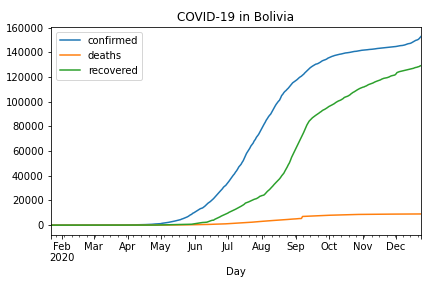 COVID-19 in Bolivia
160000
140000
120000
100000
80000
60000
40000
20000
0
confirmed
deaths
recovered
Feb Mar Apr May Jun Jul Aug Sep Oct Nov Dec
2020
Day